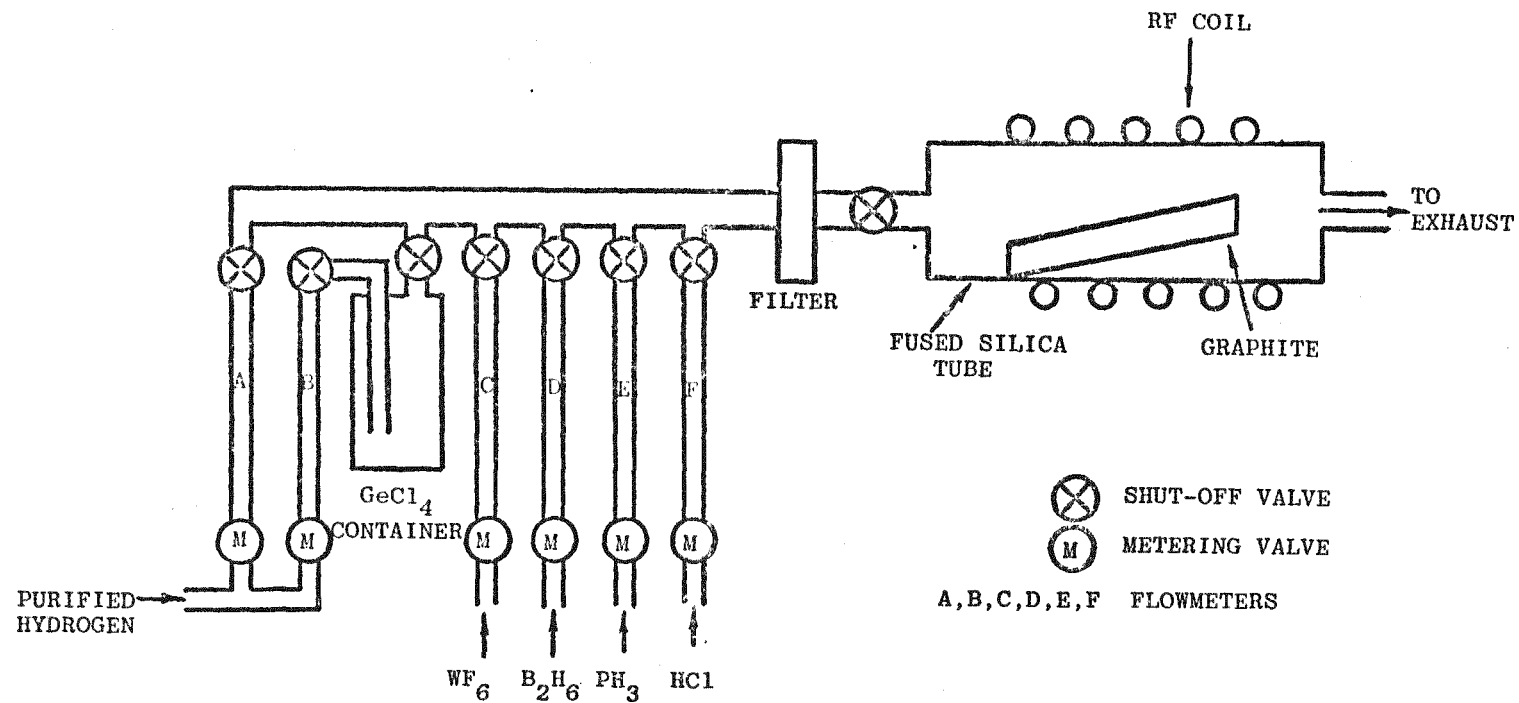 RF COIL
TO
EXHAUST
FILTER
FUSED SILICA
TUBE
GRAPHITE
A
B
C
D
E
F
GeCl4
CONTAINER
M
M
M
M
M
M
PURIFIED
HYDROGEN
WF6
B2H6
PH3
HCl
SHUT-OFF VALVE
M METERING VALVE
A,B,C,D,E,F FLOWMETERS